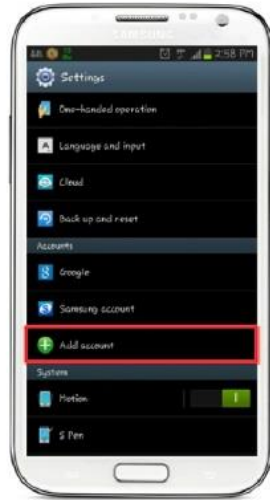 SAMSUNG
2:58 PM
Settings
One-handed operation
A Language and input
Cloud
Back up and reset
Accounts
8 Google
Samsung account
Add account
System
Motion
S Pen